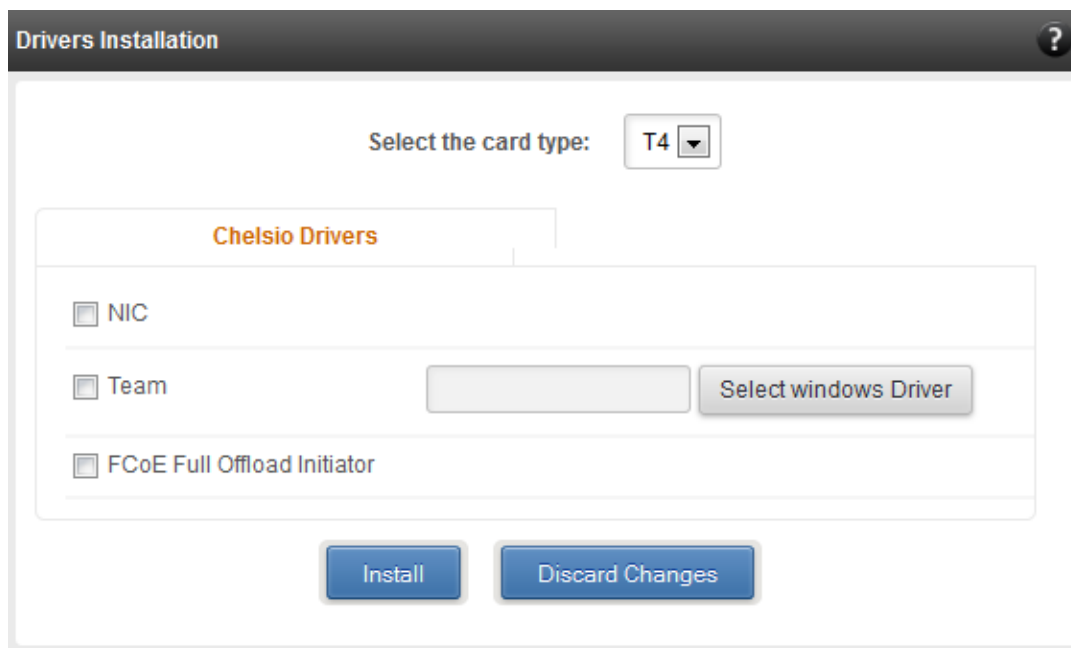 Drivers Installation ?
Select the card type: T4
Chelsio Drivers
NIC
Team Select windows Driver
FCoE Full Offload Initiator
Install Discard Changes